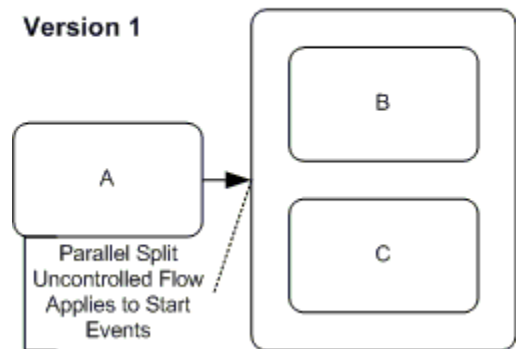 Version 1
A
B
C
Parallel Split
Uncontrolled Flow
Applies to Start
Events